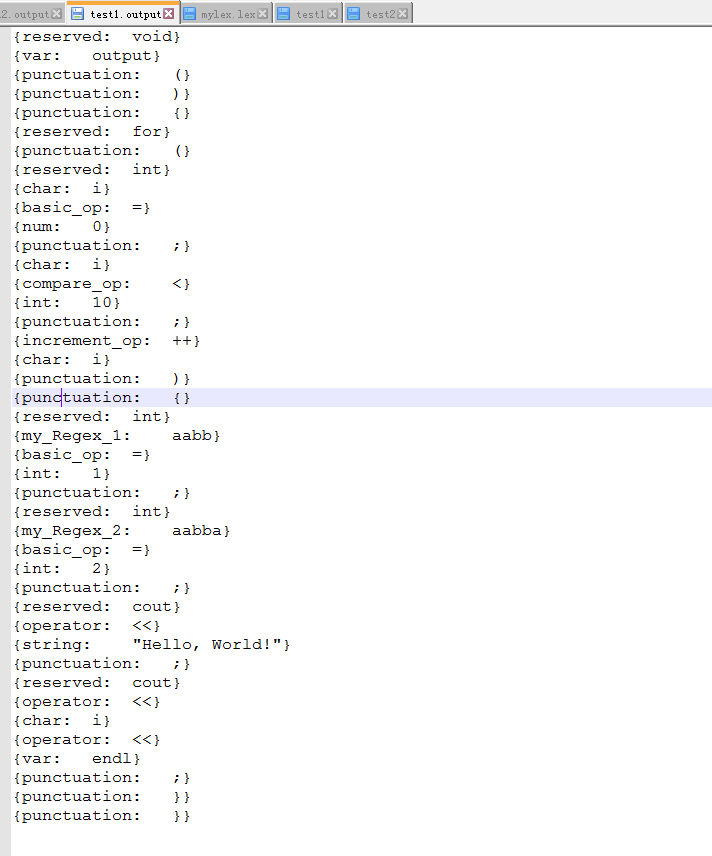 2.output test1.output mylex.lex test1 test2
{reserved: void}
{var: output}
{punctuation: (}
{punctuation: )}
{punctuation: {}
{reserved: for}
{punctuation: (}
{reserved: int}
{char: i}
{basic_op: =}
{num: 0}
{punctuation: ;}
{char: i}
{compare_op: <}
{int: 10}
{punctuation: ;}
{increment_op: ++}
{char: i}
{punctuation: )}
{punctuation: {}
{reserved: int}
{my_Regex_1: aabb}
{basic_op: =}
{int: 1}
{punctuation: ;}
{reserved: int}
{my_Regex_2: aabba}
{basic_op: =}
{int: 2}
{punctuation: ;}
{reserved: cout}
{operator: <<}
{string: "Hello, World!"}
{punctuation: ;}
{reserved: cout}
{operator: <<}
{char: i}
{operator: <<}
{var: endl}
{punctuation: ;}
{punctuation: }}
{punctuation: }}